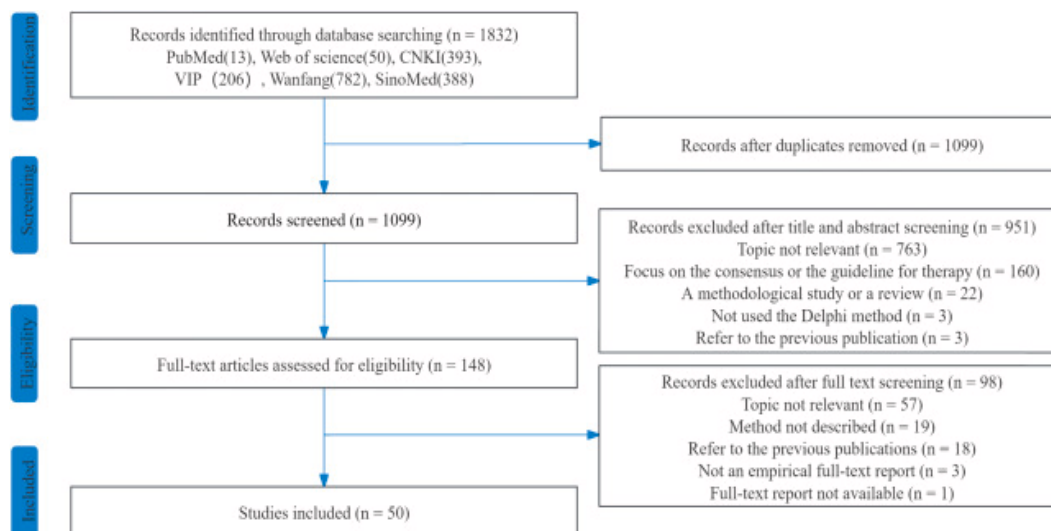 Identification
Records identified through database searching (n = 1832)
PubMed(13), Web of science(50), CNKI(393),
VIP（206）, Wanfang(782), SinoMed(388)
Records after duplicates removed (n = 1099)
Screening
Records screened (n = 1099)
Records excluded after title and abstract screening (n = 951)
Topic not relevant (n = 763)
Focus on the consensus or the guideline for therapy (n = 160)
A methodological study or a review (n = 22)
Not used the Delphi method (n = 3)
Refer to the previous publication (n = 3)
Eligibility
Full-text articles assessed for eligibility (n = 148)
Records excluded after full text screening (n = 98)
Topic not relevant (n = 57)
Method not described (n = 19)
Refer to the previous publications (n = 18)
Not an empirical full-text report (n = 3)
Full-text report not available (n = 1)
Included
Studies included (n = 50)